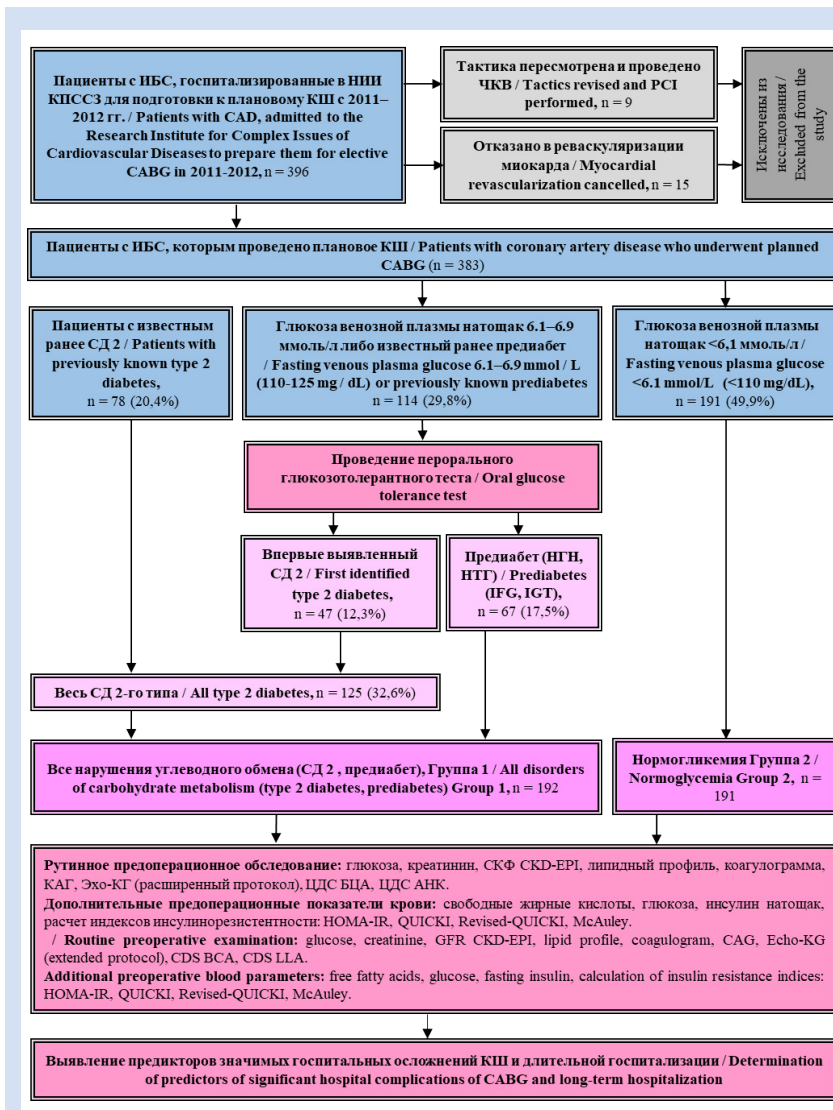 Пациенты с ИБС, госпитализированные в НИИ
КПССЗ для подготовки к плановому КШ с 2011–
2012 гг. / Patients with CAD, admitted to the
Research Institute for Complex Issues of
Cardiovascular Diseases to prepare them for elective
CABG in 2011-2012, n = 396
Тактика пересмотрена и проведено
ЧКВ / Tactics revised and PCI
performed, n = 9
Отказано в реваскуляризации
миокарда / Myocardial
revascularization cancelled, n = 15
Исключены из
исследования /
Excluded from the
study
Пациенты с ИБС, которым проведено плановое КШ / Patients with coronary artery disease who underwent planned
CABG (n = 383)
Пациенты с известным
ранее СД 2 / Patients with
previously known type 2
diabetes,
n = 78 (20,4%)
Глюкоза венозной плазмы натощак 6.1–6.9
ммоль/л либо известный ранее предиабет
/ Fasting venous plasma glucose 6.1–6.9 mmol / L
(110-125 mg / dL) or previously known prediabetes
n = 114 (29,8%)
Глюкоза венозной плазмы
натощак <6,1 ммоль/л /
Fasting venous plasma glucose
<6.1 mmol/L (<110 mg/dL),
n = 191 (49,9%)
Проведение перорального
глюкозотолерантного теста / Oral glucose
tolerance test
Впервые выявленный
СД 2 / First identified
type 2 diabetes,
n = 47 (12,3%)
Предиабет (НГН,
НТГ) / Prediabetes
(IFG, IGT),
n = 67 (17,5%)
Весь СД 2-го типа / All type 2 diabetes, n = 125 (32,6%)
Все нарушения углеводного обмена (СД 2 , предиабет), Группа 1 / All disorders
of carbohydrate metabolism (type 2 diabetes, prediabetes) Group 1, n = 192
Нормогликемия Группа 2 /
Normoglycemia Group 2, n =
191
Рутинное предоперационное обследование: глюкоза, креатинин, СКФ CKD-EPI, липидный профиль, коагулограмма,
КАГ, Эхо-КГ (расширенный протокол), ЦДС БЦА, ЦДС АНК.
Дополнительные предоперационные показатели крови: свободные жирные кислоты, глюкоза, инсулин натощак,
расчет индексов инсулинорезистентности: HOMA-IR, QUICKI, Revised-QUICKI, McAuley.
/ Routine preoperative examination: glucose, creatinine, GFR CKD-EPI, lipid profile, coagulogram, CAG, Echo-KG
(extended protocol), CDS BCA, CDS LLA.
Additional preoperative blood parameters: free fatty acids, glucose, fasting insulin, calculation of insulin resistance indices:
HOMA-IR, QUICKI, Revised-QUICKI, McAuley.
Выявление предикторов значимых госпитальных осложнений КШ и длительной госпитализации / Determination
of predictors of significant hospital complications of CABG and long-term hospitalization